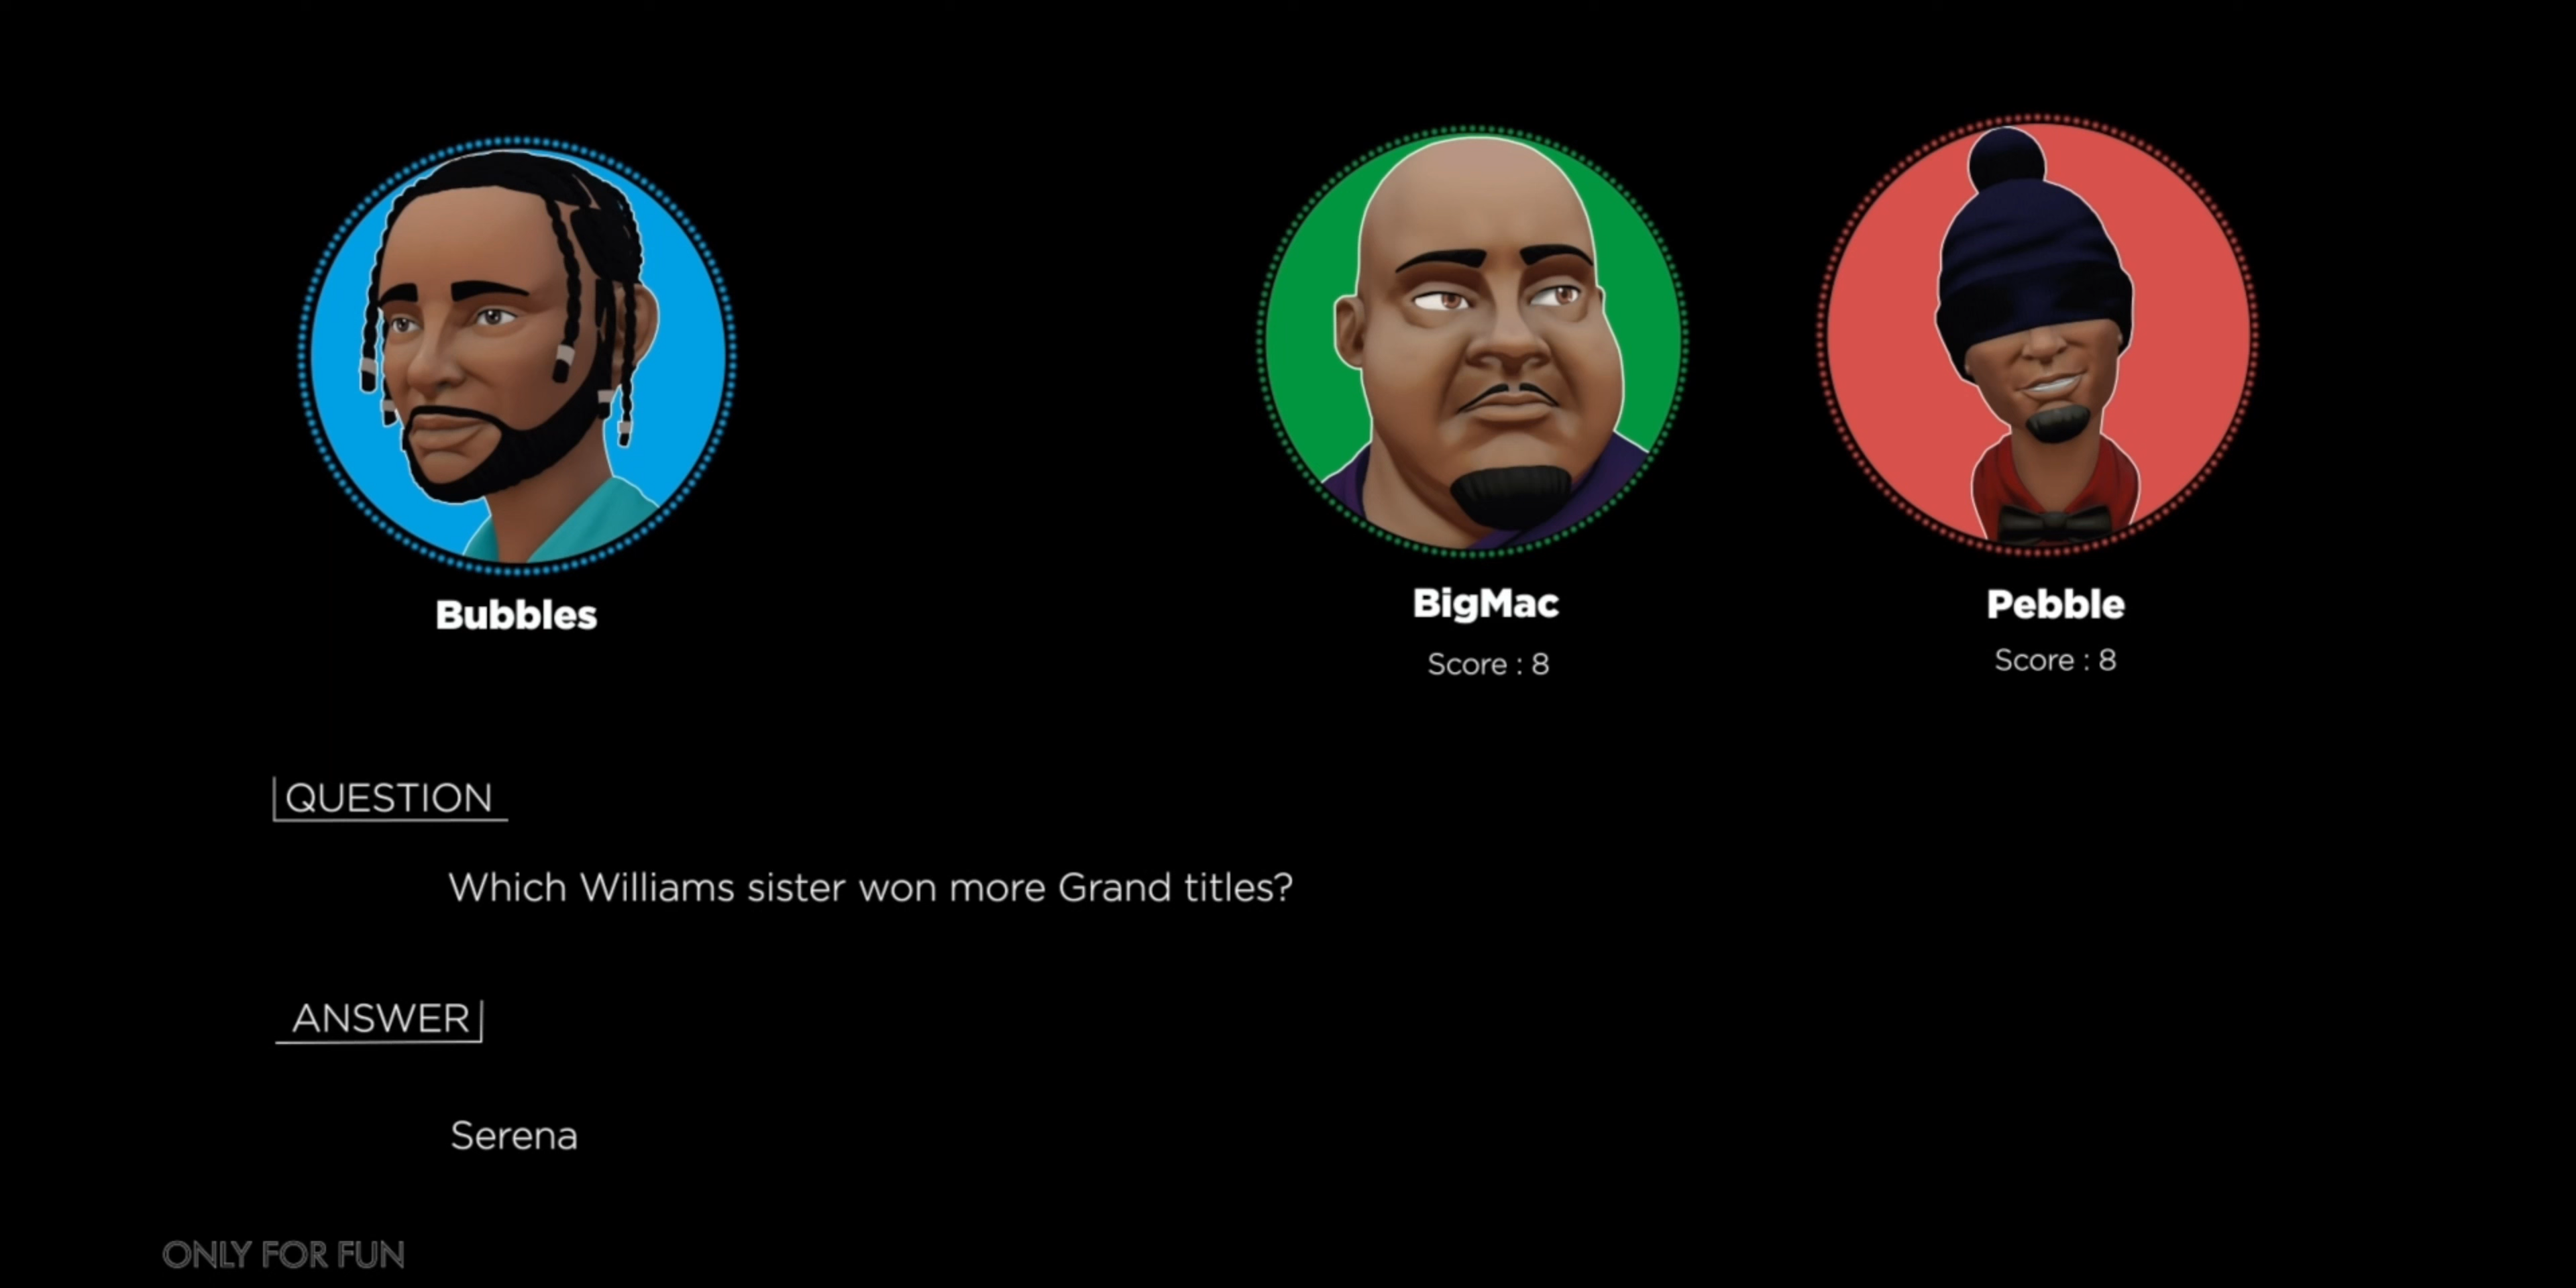 Bubbles
BigMac
Score : 8
Pebble
Score : 8
QUESTION
Which Williams sister won more Grand titles?
ANSWER
Serena
ONLY FOR FUN